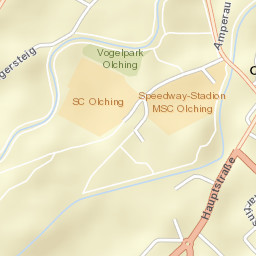 Vogelpark
Olching
SC Olching
Speedway-Stadion
MSC Olching
gersteig
Amperau
Hauptstraße